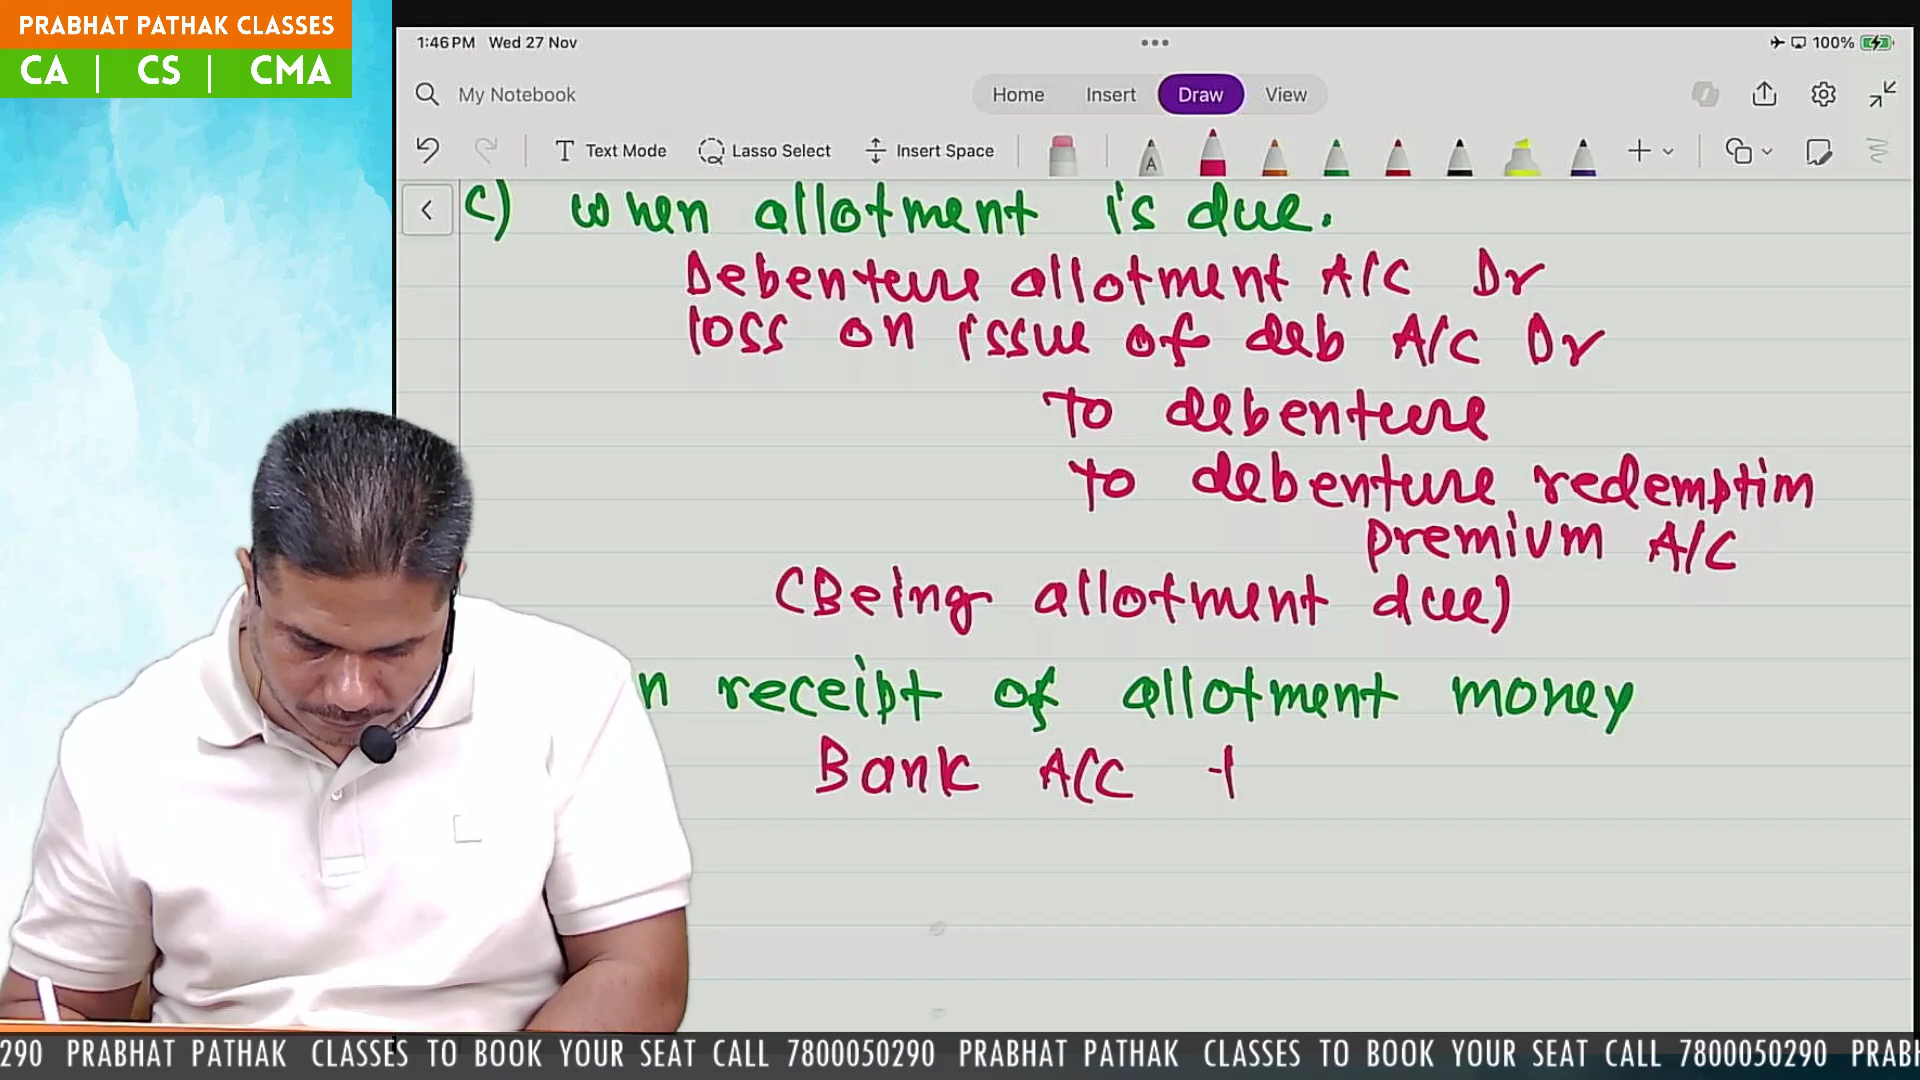 PRABHAT PATHAK CLASSES
CA | CS | CMA
1:46 PM Wed 27 Nov
100%
My Notebook
Home Insert Draw View
Text Mode Lasso Select Insert Space
A
c) when allotment is due.
Debenture allotment A/C Dr
loss on issue of deb A/C Dr
To debenture
To debenture redemption
premium A/C
(Being allotment due)
n receipt of allotment money
Bank A/C
290 PRABHAT PATHAK CLASSES TO BOOK YOUR SEAT CALL 7800050290 PRABHAT PATHAK CLASSES TO BOOK YOUR SEAT CALL 7800050290 PRABH